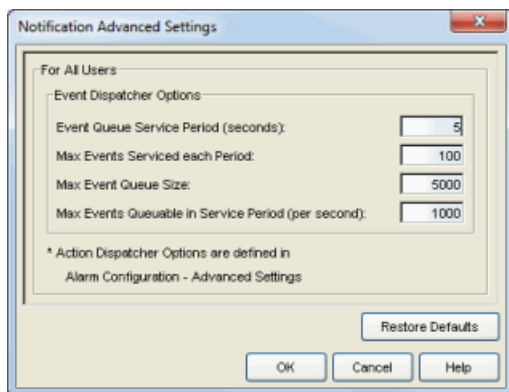 Notification Advanced Settings
For All Users
Event Dispatcher Options
Event Queue Service Period (seconds): 5
Max Events Serviced each Period: 100
Max Event Queue Size: 5000
Max Events Queuable in Service Period (per second): 1000
* Action Dispatcher Options are defined in
Alarm Configuration - Advanced Settings
Restore Defaults
OK Cancel Help